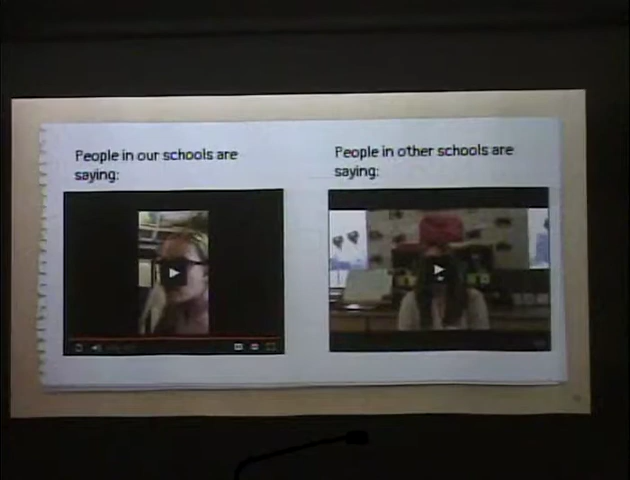 People in our schools are
saying:
People in other schools are
saying: